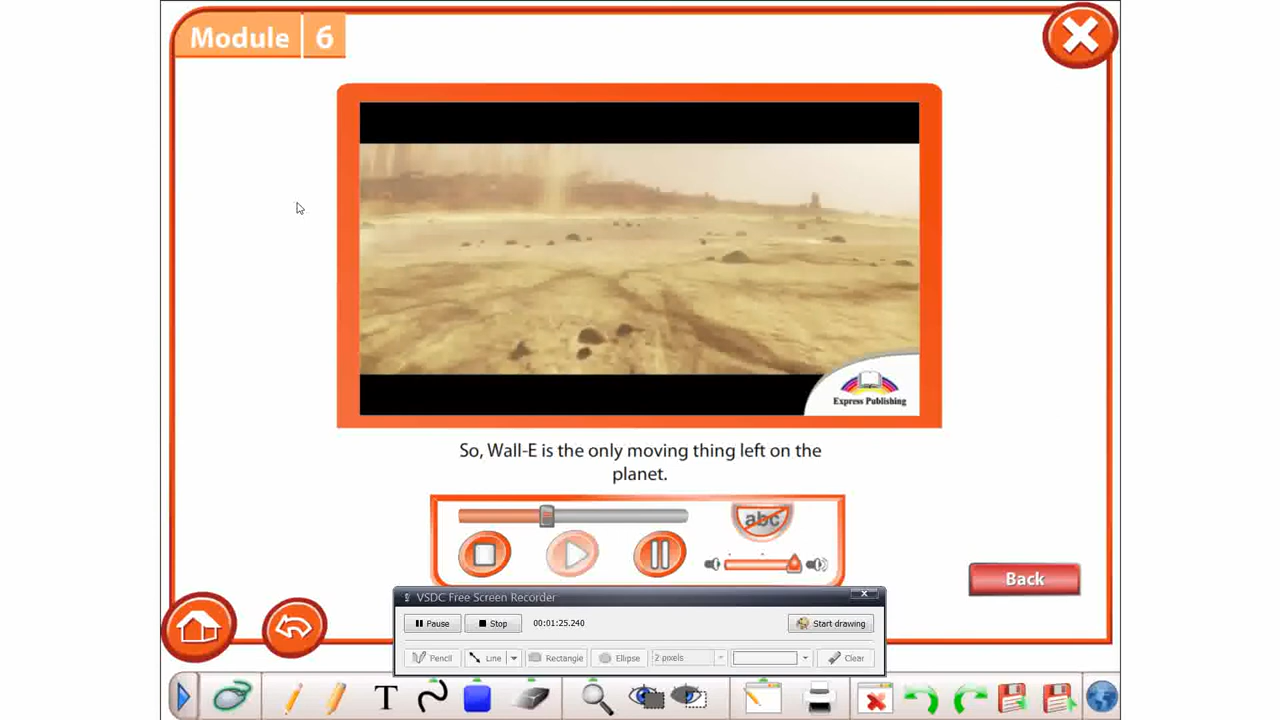 Module 6
Express Publishing
So, Wall-E is the only moving thing left on the
planet.
abc
Back
VSDC Free Screen Recorder
Pause
Stop
00:01:25.240
Start drawing
Pencil
Line
Rectangle
Ellipse
2 pixels
Clear
T